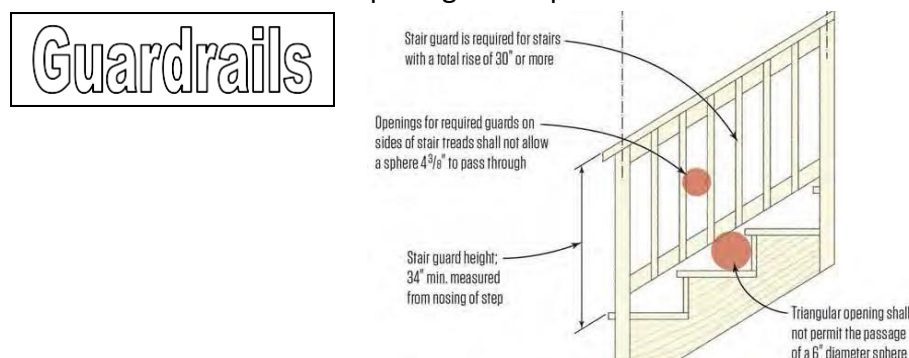 Guardrails
Stair guard is required for stairs
with a total rise of 30" or more
Openings for required guards on
sides of stair treads shall not allow
a sphere 4 3/8" to pass through
Stair guard height;
34" min. measured
from nosing of step
Triangular opening shall
not permit the passage
of a 6" diameter sphere